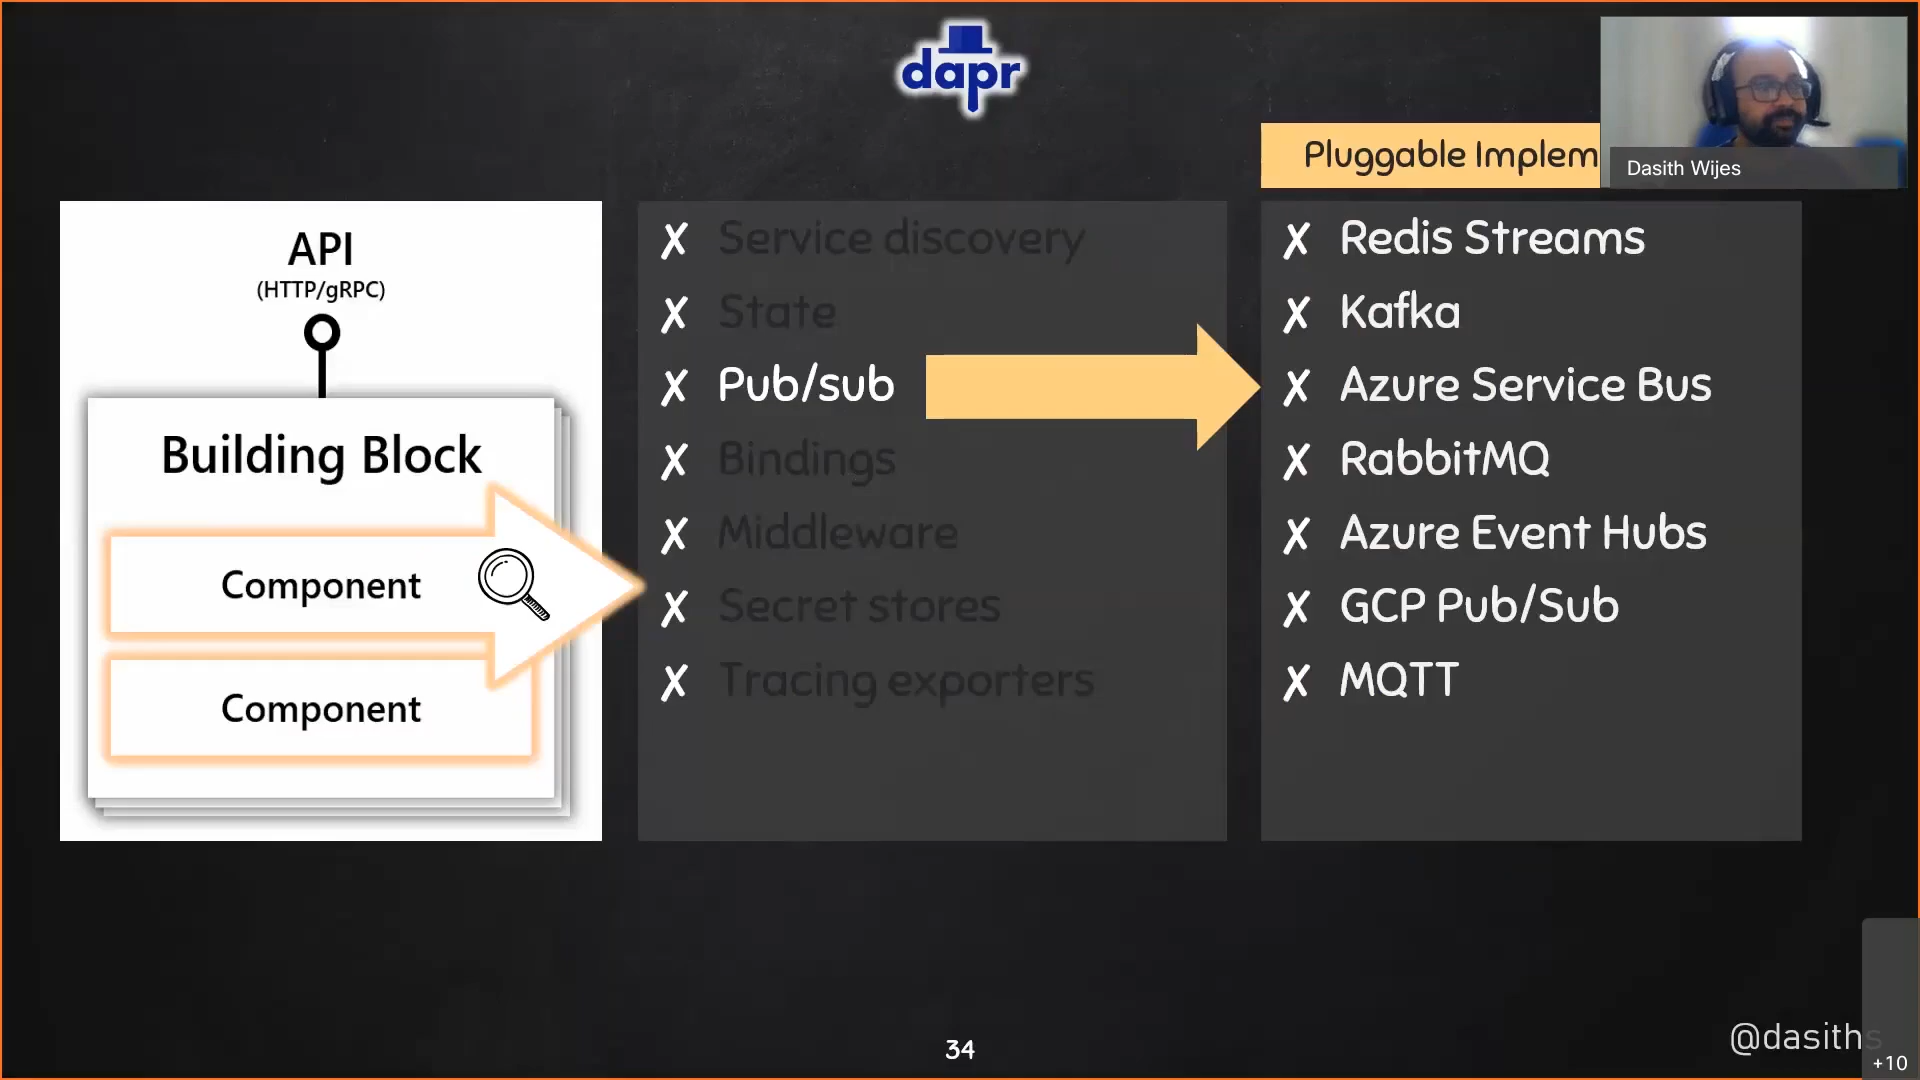 dapr
Pluggable Implem
Dasith Wijes
API
(HTTP/gRPC)
Building Block
Component
Component
✗ Service discovery
✗ State
✗ Pub/sub
✗ Bindings
✗ Middleware
✗ Secret stores
✗ Tracing exporters
✗ Redis Streams
✗ Kafka
✗ Azure Service Bus
✗ RabbitMQ
✗ Azure Event Hubs
✗ GCP Pub/Sub
✗ MQTT
34
@dasiths
+10